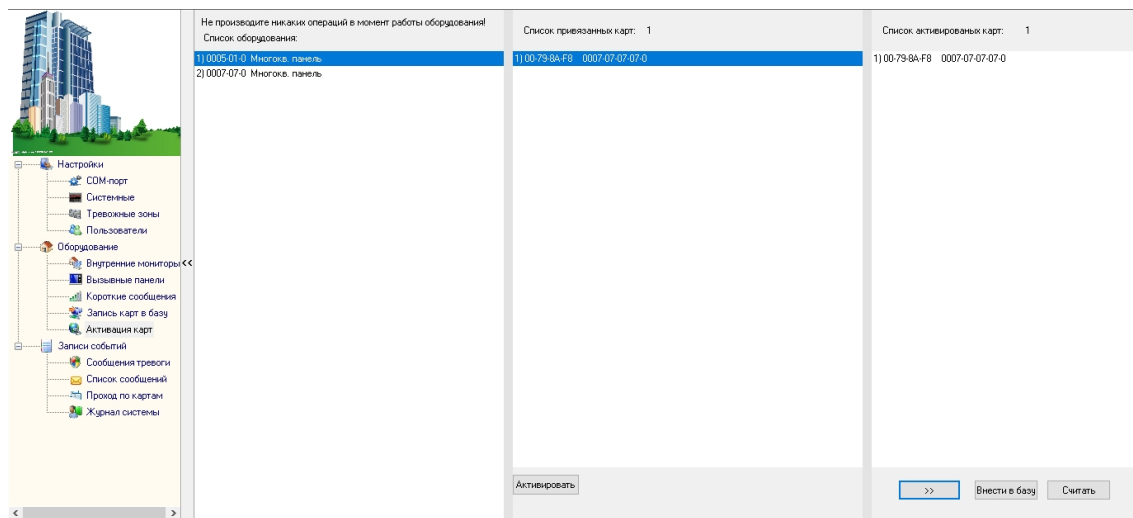 Не производите никаких операций в момент работы оборудования!
Список оборудования:
1) 0005-01-0 Многокв. панель
2) 0007-07-0 Многокв. панель
Список привязанных карт: 1
1) 00-79-8A-F8 0007-07-07-07-0
Список активированых карт: 1
1) 00-79-8A-F8 0007-07-07-07-0
Настройки
COM-порт
Системные
Тревожные зоны
Пользователи
Оборудование
Внутренние мониторы
<<
Вызывные панели
Короткие сообщения
Запись карт в базу
Активация карт
Записи событий
Сообщения тревоги
Список сообщений
Проход по картам
Журнал системы
Активировать
>>
Внести в базу
Считать